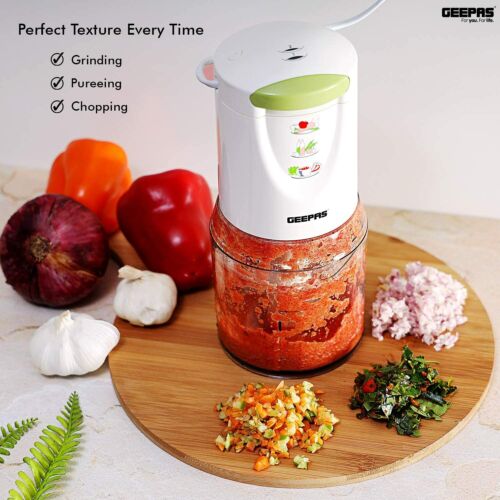 GEEPAS
For you. For life.
Perfect Texture Every Time
Grinding
Pureeing
Chopping
GEEPAS